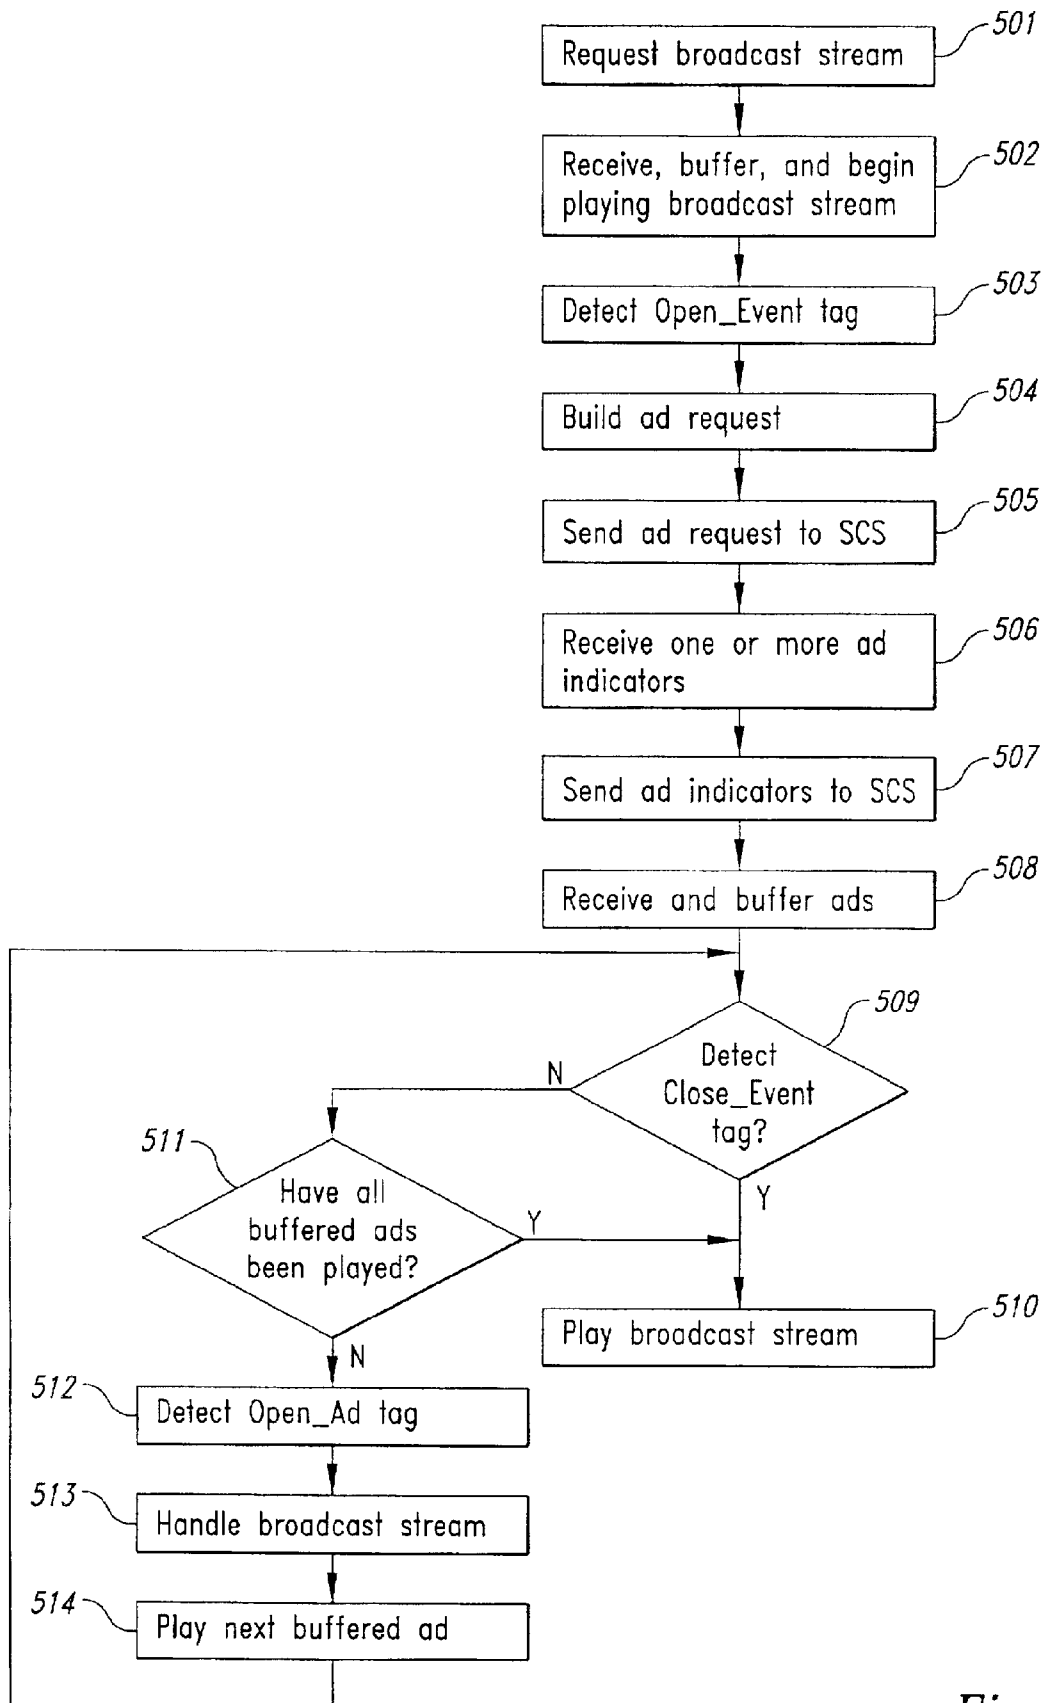 501
Request broadcast stream
502
Receive, buffer, and begin
playing broadcast stream
503
Detect Open_Event tag
504
Build ad request
505
Send ad request to SCS
506
Receive one or more ad
indicators
507
Send ad indicators to SCS
508
Receive and buffer ads
509
Detect
Close_Event
tag?
N
Y
511
Have all
buffered ads
been played?
Y
N
510
Play broadcast stream
512
Detect Open_Ad tag
513
Handle broadcast stream
514
Play next buffered ad